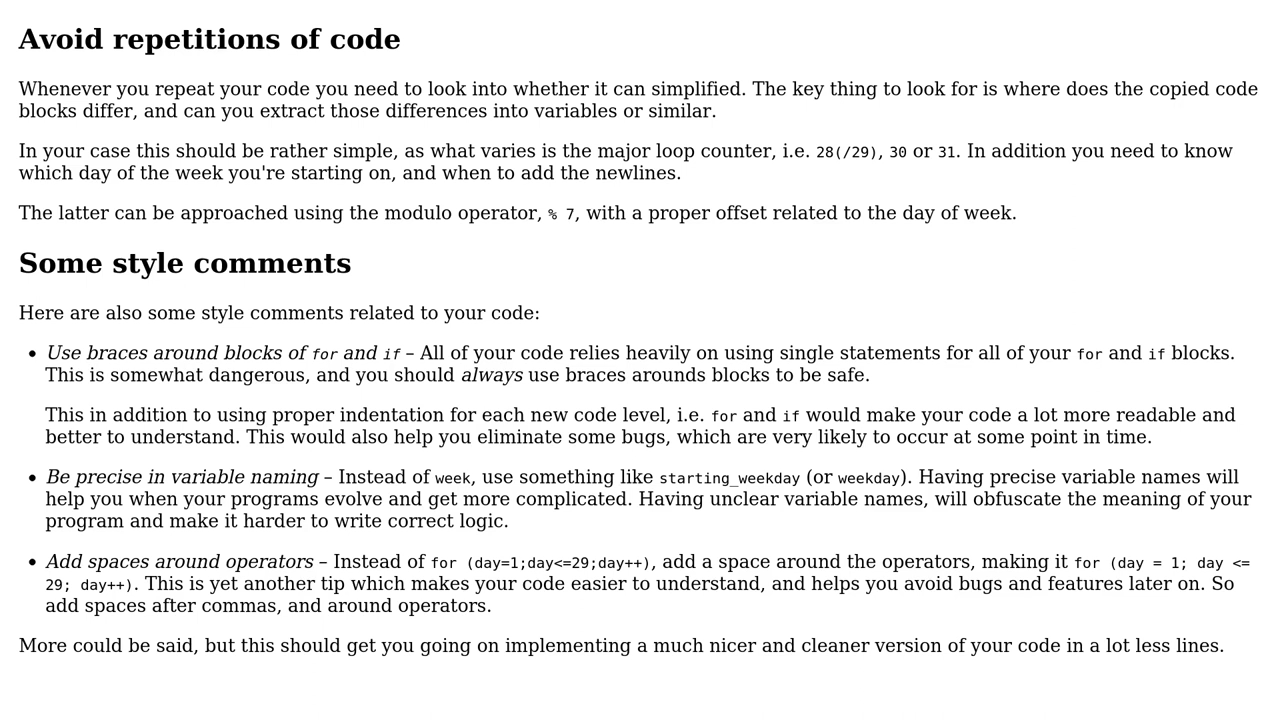 Avoid repetitions of code
Whenever you repeat your code you need to look into whether it can simplified. The key thing to look for is where does the copied code
blocks differ, and can you extract those differences into variables or similar.
In your case this should be rather simple, as what varies is the major loop counter, i.e. 28(/29), 30 or 31. In addition you need to know
which day of the week you're starting on, and when to add the newlines.
The latter can be approached using the modulo operator, % 7, with a proper offset related to the day of week.
Some style comments
Here are also some style comments related to your code:
• Use braces around blocks of for and if – All of your code relies heavily on using single statements for all of your for and if blocks.
This is somewhat dangerous, and you should always use braces arounds blocks to be safe.
This in addition to using proper indentation for each new code level, i.e. for and if would make your code a lot more readable and
better to understand. This would also help you eliminate some bugs, which are very likely to occur at some point in time.
• Be precise in variable naming – Instead of week, use something like starting_weekday (or weekday). Having precise variable names will
help you when your programs evolve and get more complicated. Having unclear variable names, will obfuscate the meaning of your
program and make it harder to write correct logic.
• Add spaces around operators – Instead of for (day=1;day<=29;day++), add a space around the operators, making it for (day = 1; day <=
29; day++). This is yet another tip which makes your code easier to understand, and helps you avoid bugs and features later on. So
add spaces after commas, and around operators.
More could be said, but this should get you going on implementing a much nicer and cleaner version of your code in a lot less lines.